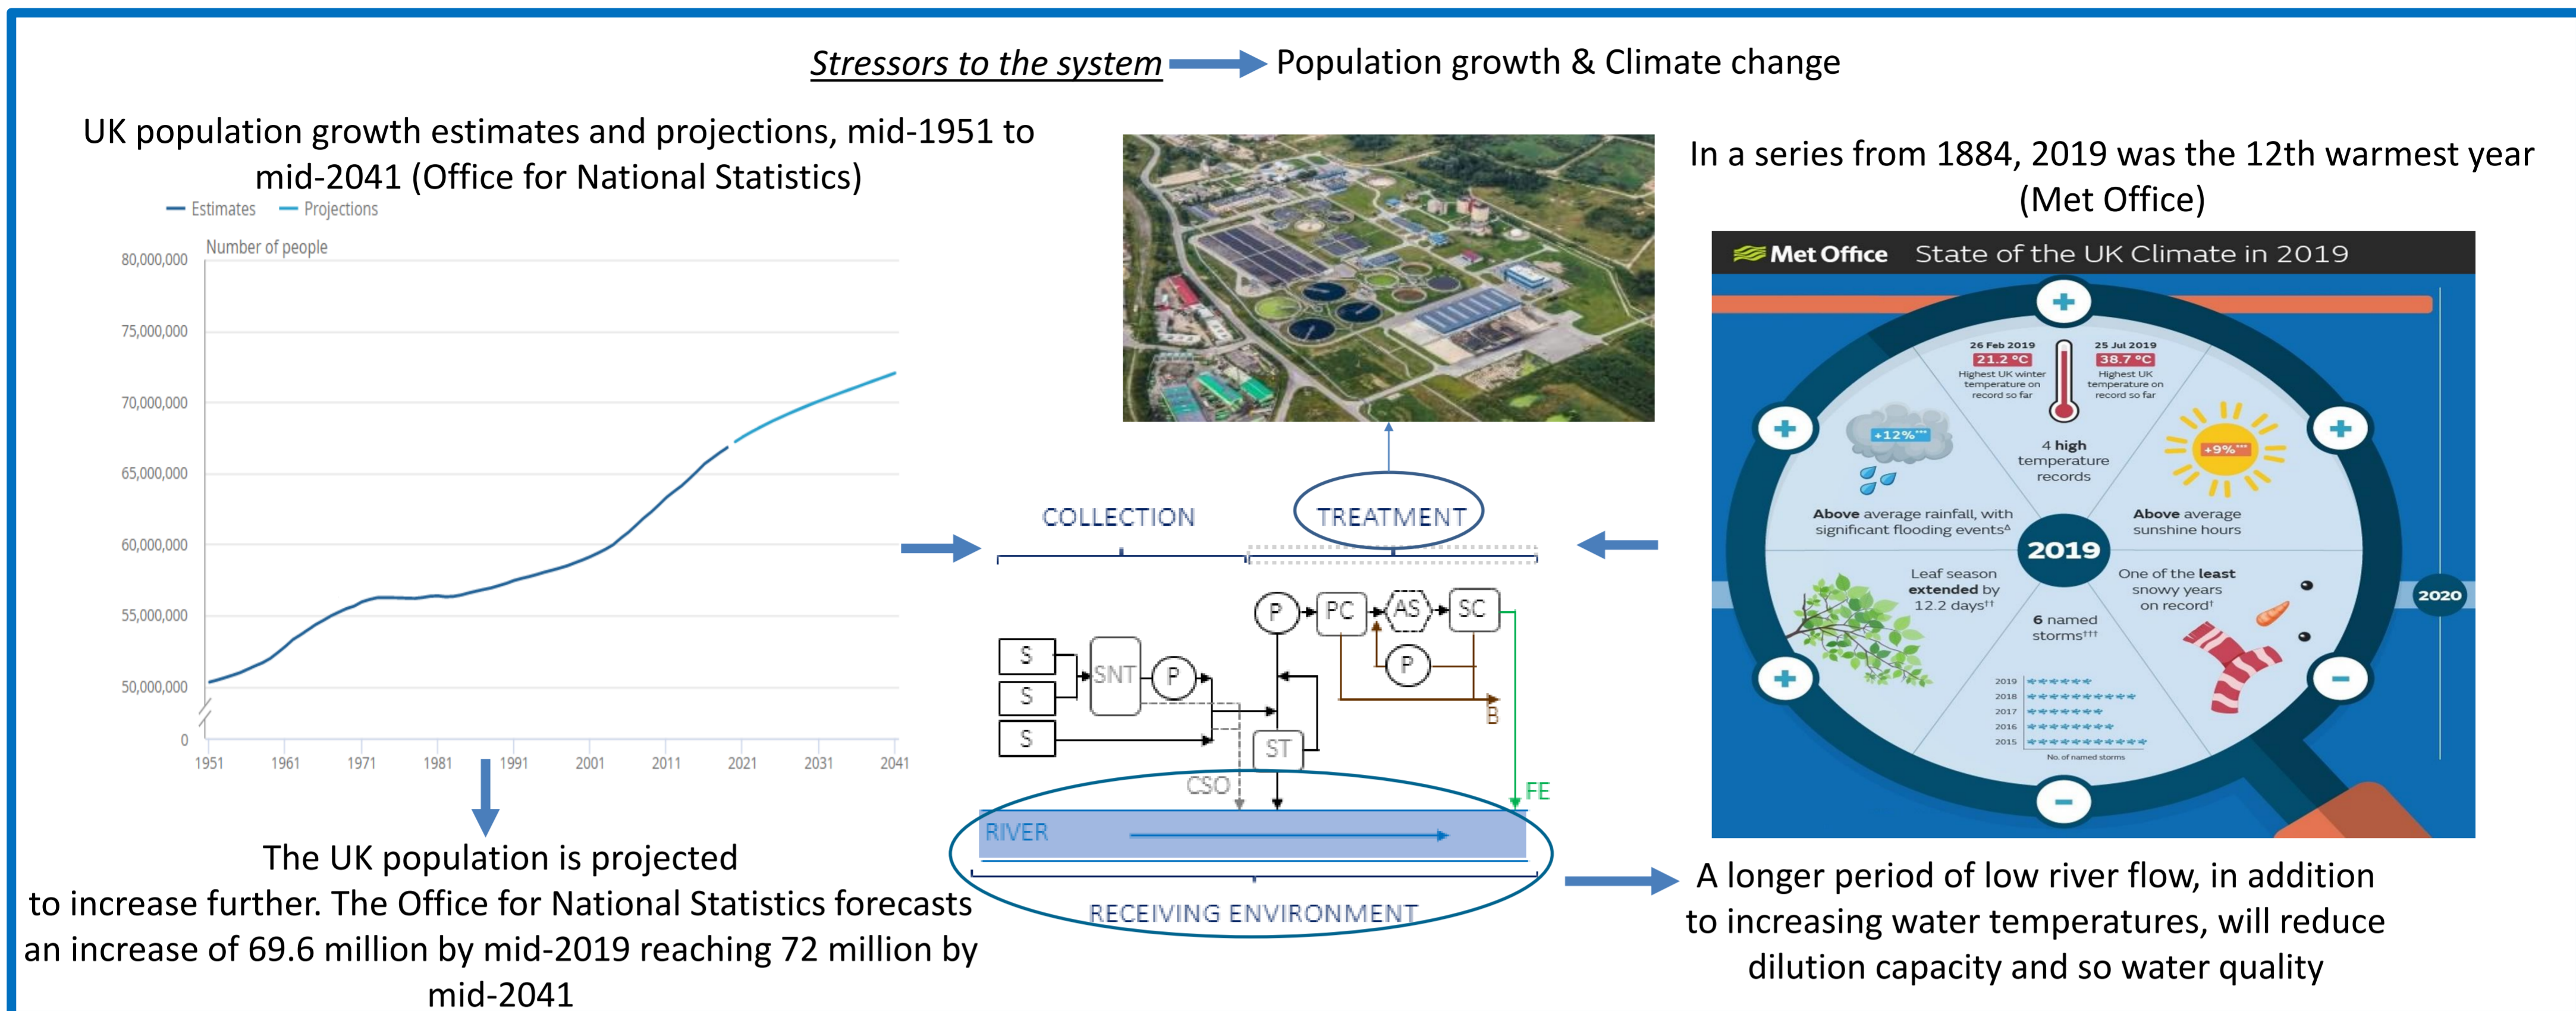 Stressors to the system
Population growth & Climate change
UK population growth estimates and projections, mid-1951 to
mid-2041 (Office for National Statistics)
Estimates
Projections
Number of people
80,000,000
75,000,000
70,000,000
65,000,000
60,000,000
55,000,000
50,000,000
0
1951 1961 1971 1981 1991 2001 2011 2021 2031 2041
The UK population is projected
to increase further. The Office for National Statistics forecasts
an increase of 69.6 million by mid-2019 reaching 72 million by
mid-2041
COLLECTION
TREATMENT
P
PC
AS
SC
S
SNT
P
P
S
B
S
ST
CSO
FE
RIVER
RECEIVING ENVIRONMENT
In a series from 1884, 2019 was the 12th warmest year
(Met Office)
Met Office State of the UK Climate in 2019
26 Feb 2019
21.2 °C
Highest UK winter
temperature on
record so far
25 Jul 2019
38.7 °C
Highest UK
temperature on
record so far
4 high
temperature
records
+12%***
Above average rainfall, with
significant flooding events∆
+9%***
Above average
sunshine hours
2019
Leaf season
extended by
12.2 days††
One of the least
snowy years
on record†
6 named
storms†††
2019
2018
2017
2016
2015
No. of named storms
2020
A longer period of low river flow, in addition
to increasing water temperatures, will reduce
dilution capacity and so water quality